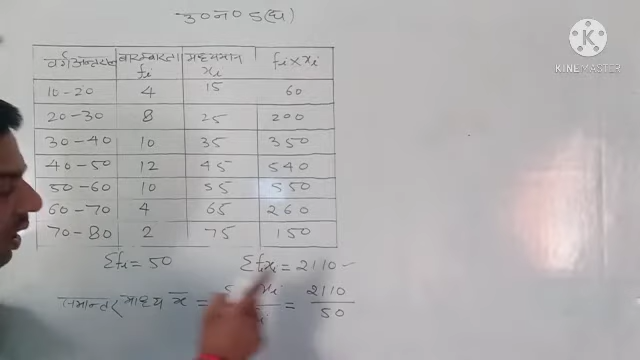 उ०न० 5(घ)
KINEMASTER
वर्ग अन्तराल बारम्बारता fi मध्यमान xi fi×xi
10-20 4 15 60
20-30 8 25 200
30-40 10 35 350
40-50 12 45 540
50-60 10 55 550
60-70 4 65 260
70-80 2 75 150
Σfi = 50 Σfixi = 2110
समान्तर माध्य x̄ = = 2110/50